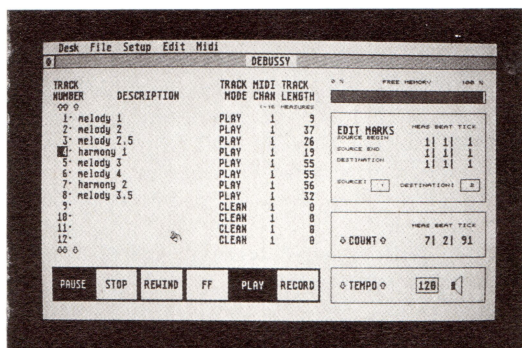 Desk File Setup Edit Midi
DEBUSSY
TRACK NUMBER DESCRIPTION TRACK MODE MIDI CHAN TRACK LENGTH
1-16 MEASURES
1· melody 1 PLAY 1 9
2· melody 2 PLAY 1 37
3· melody 2.5 PLAY 1 26
4· harmony 1 PLAY 1 19
5· melody 3 PLAY 1 55
6· melody 4 PLAY 1 55
7· harmony 2 PLAY 1 56
8· melody 3.5 PLAY 1 32
9· CLEAN 1 0
10· CLEAN 1 0
11· CLEAN 1 0
12· CLEAN 1 0
PAUSE STOP REWIND FF PLAY RECORD
0 % FREE MEMORY 100 %
EDIT MARKS MEAS BEAT TICK
SOURCE BEGIN 1| 1| 1
SOURCE END 1| 1| 1
DESTINATION 1| 1| 1
SOURCE: 1 DESTINATION: 2
MEAS BEAT TICK
COUNT 7| 2| 91
TEMPO 128